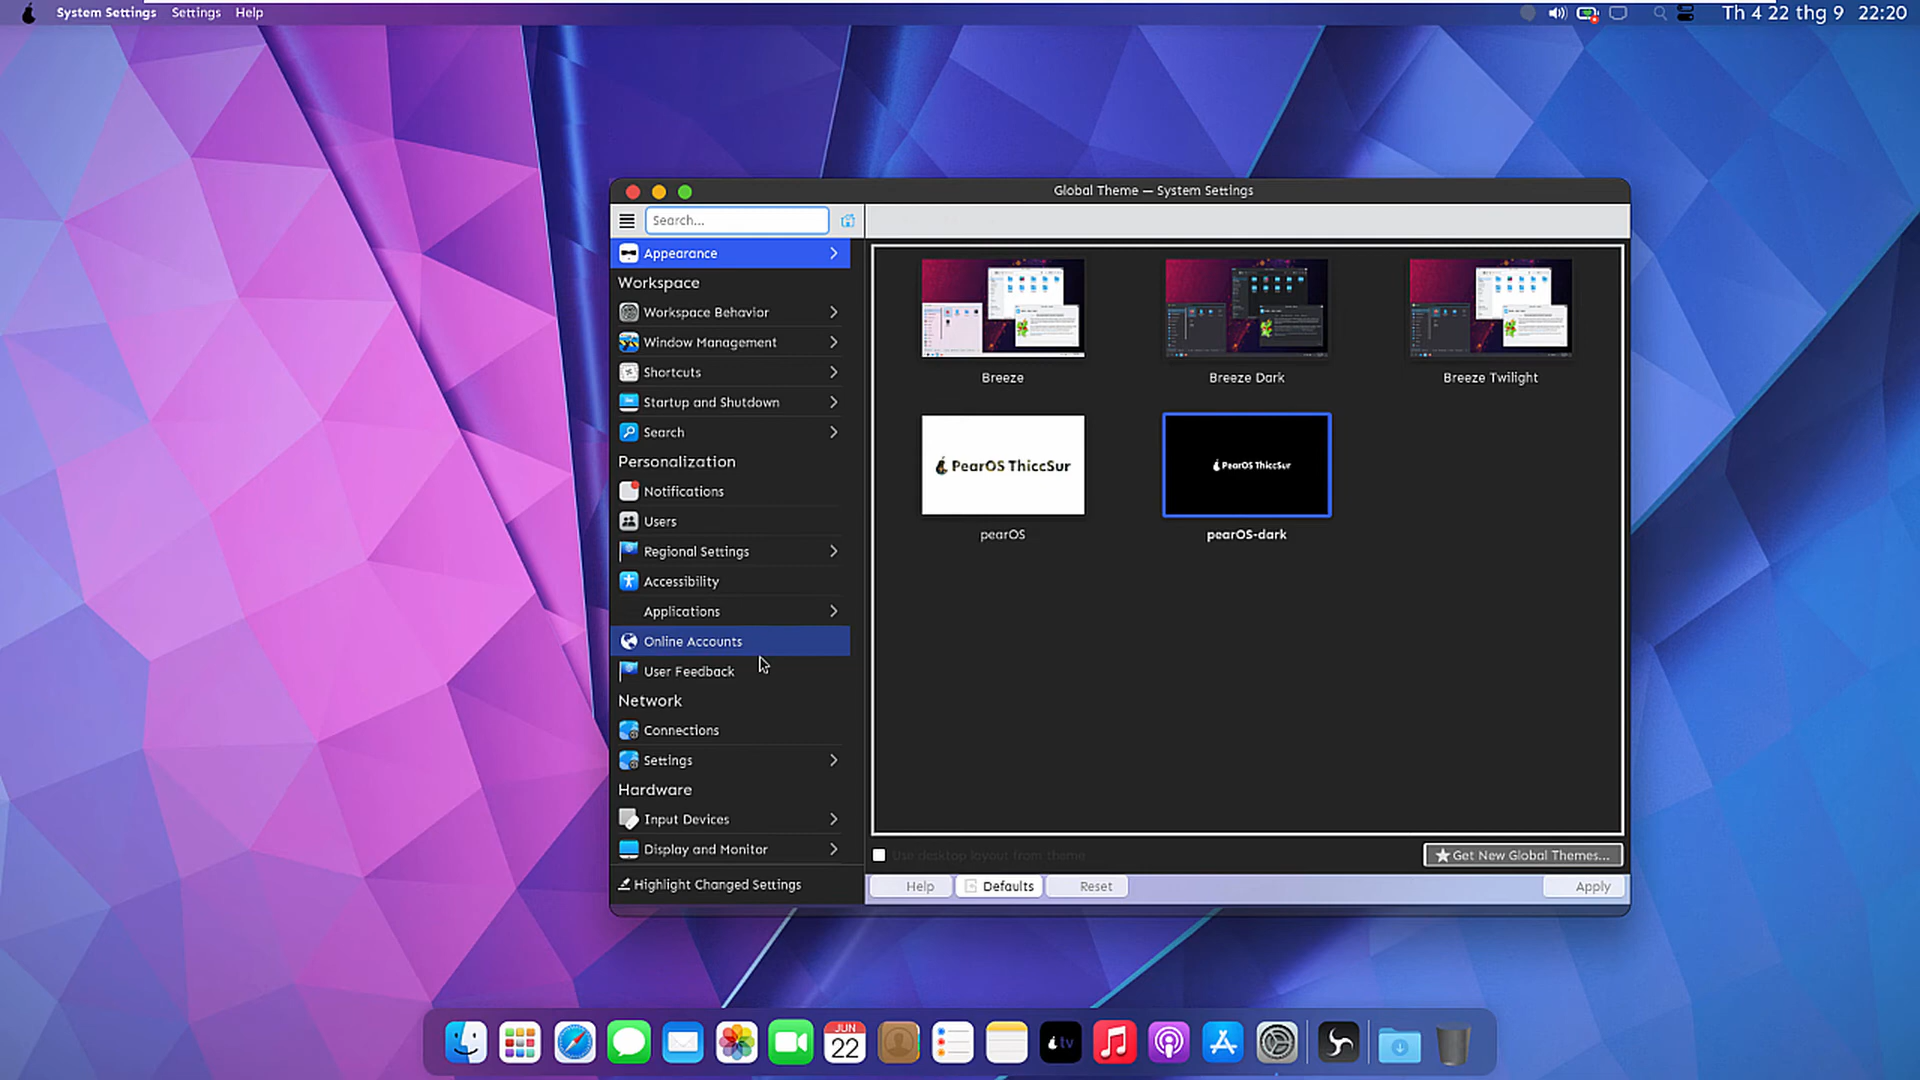 System Settings Settings Help
Th 4 22 thg 9 22:20
Global Theme — System Settings
Search...
Appearance
Workspace
Workspace Behavior
Window Management
Shortcuts
Startup and Shutdown
Search
Personalization
Notifications
Users
Regional Settings
Accessibility
Applications
Online Accounts
User Feedback
Network
Connections
Settings
Hardware
Input Devices
Display and Monitor
Highlight Changed Settings
Breeze
Breeze Dark
Breeze Twilight
PearOS ThiccSur
PearOS ThiccSur
pearOS
pearOS-dark
Use desktop layout from theme
Get New Global Themes...
Help
Defaults
Reset
Apply
JUN
22
tv